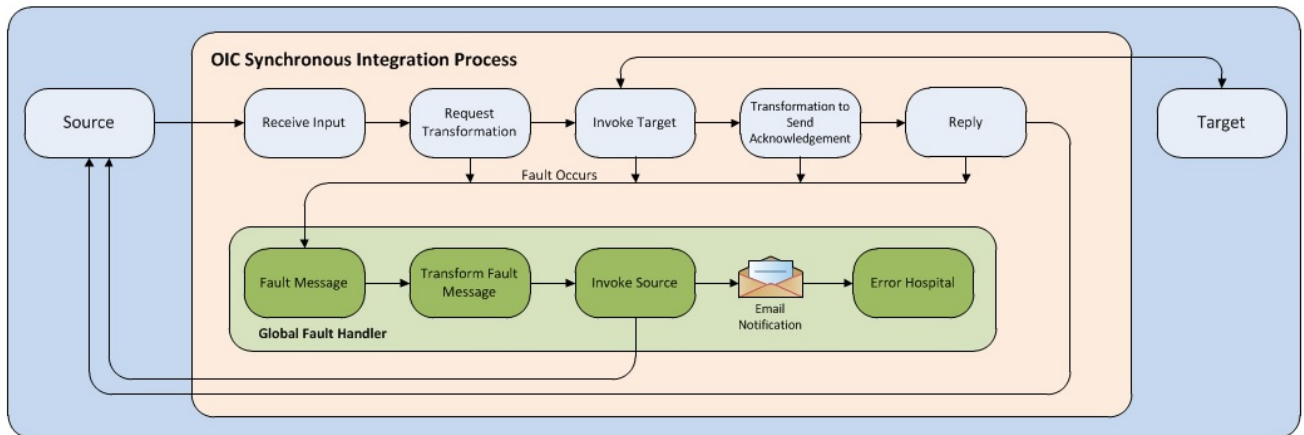 OIC Synchronous Integration Process
Source
Receive Input
Request
Transformation
Invoke Target
Transformation to
Send
Acknowledgement
Reply
Target
Fault Occurs
Fault Message
Transform Fault
Message
Invoke Source
Email
Notification
Error Hospital
Global Fault Handler